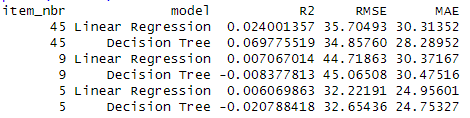 item_nbr model R2 RMSE MAE
45 Linear Regression 0.024001357 35.70493 30.31352
45 Decision Tree 0.069775519 34.85760 28.28952
9 Linear Regression 0.007067014 44.71863 30.37167
9 Decision Tree -0.008377813 45.06508 30.47516
5 Linear Regression 0.006069863 32.22191 24.95601
5 Decision Tree -0.020788418 32.65436 24.75327